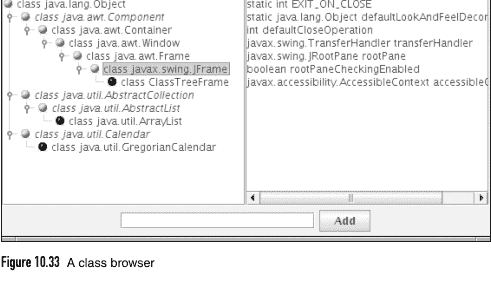 class java.lang.Object
class java.awt.Component
class java.awt.Container
class java.awt.Window
class java.awt.Frame
class javax.swing.JFrame
class ClassTreeFrame
class java.util.AbstractCollection
class java.util.AbstractList
class java.util.ArrayList
class java.util.Calendar
class java.util.GregorianCalendar
static int EXIT_ON_CLOSE
static java.lang.Object defaultLookAndFeelDecor
int defaultCloseOperation
javax.swing.TransferHandler transferHandler
javax.swing.JRootPane rootPane
boolean rootPaneCheckingEnabled
javax.accessibility.AccessibleContext accessibleC
Add
Figure 10.33 A class browser